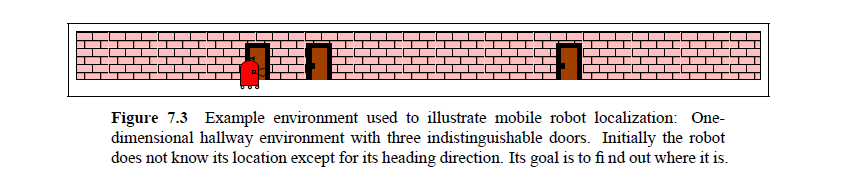 Figure 7.3 Example environment used to illustrate mobile robot localization: One-
dimensional hallway environment with three indistinguishable doors. Initially the robot
does not know its location except for its heading direction. Its goal is to fi nd out where it is.